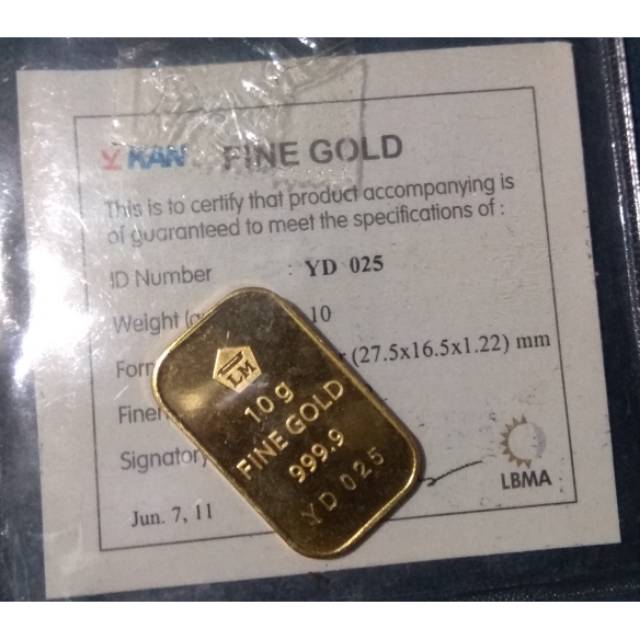 KAN FINE GOLD
This is to certify that product accompanying is
of guaranteed to meet the specifications of :
ID Number : YD 025
Weight 10
(27.5x16.5x1.22) mm
Signatory
Jun. 7, 11
LBMA
LM
10 g
FINE GOLD
999.9
YD 025